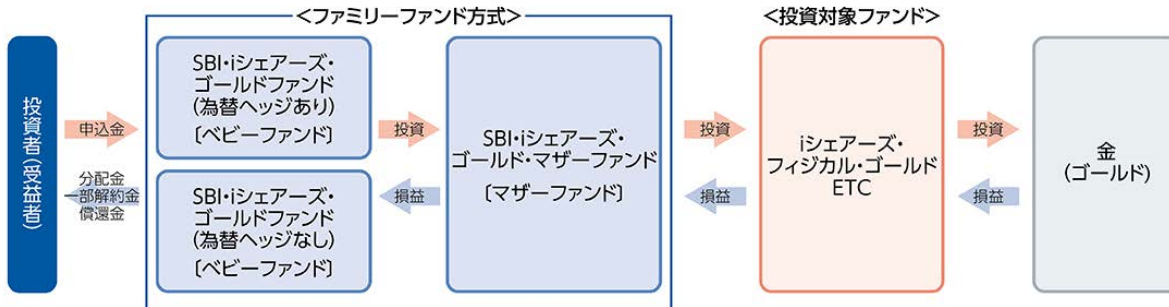 <ファミリーファンド方式>
<投資対象ファンド>
投資者(受益者)
申込金
分配金
一部解約金
償還金
SBI・iシェアーズ・
ゴールドファンド
(為替ヘッジあり)
〔ベビーファンド〕
SBI・iシェアーズ・
ゴールドファンド
(為替ヘッジなし)
〔ベビーファンド〕
投資
損益
SBI・iシェアーズ・
ゴールド・マザーファンド
〔マザーファンド〕
投資
損益
iシェアーズ・
フィジカル・ゴールド
ETC
投資
損益
金
(ゴールド)